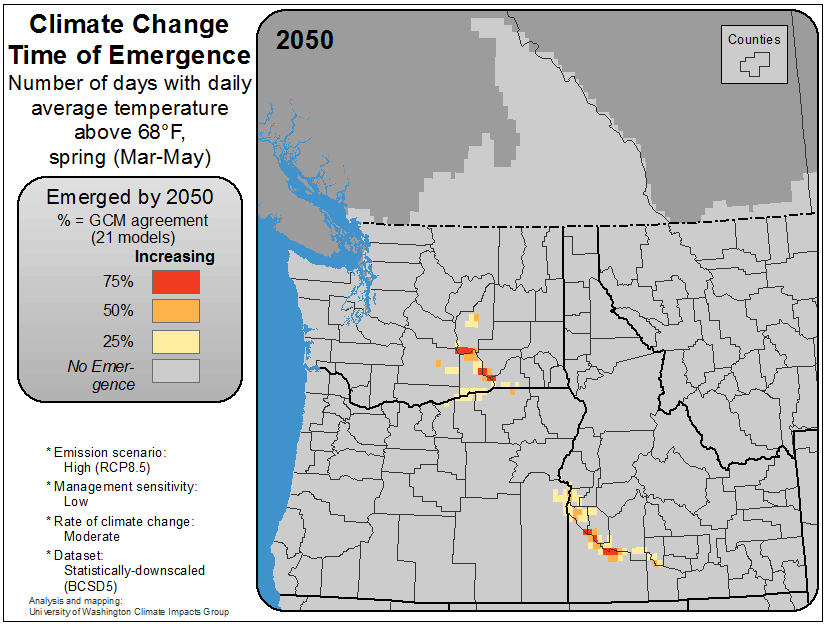 Climate Change
Time of Emergence
Number of days with daily
average temperature
above 68°F,
spring (Mar-May)
Emerged by 2050
% = GCM agreement
(21 models)
Increasing
75%
50%
25%
No Emer-
gence
* Emission scenario:
High (RCP8.5)
* Management sensitivity:
Low
* Rate of climate change:
Moderate
* Dataset:
Statistically-downscaled
(BCSD5)
Analysis and mapping:
University of Washington Climate Impacts Group
2050
Counties